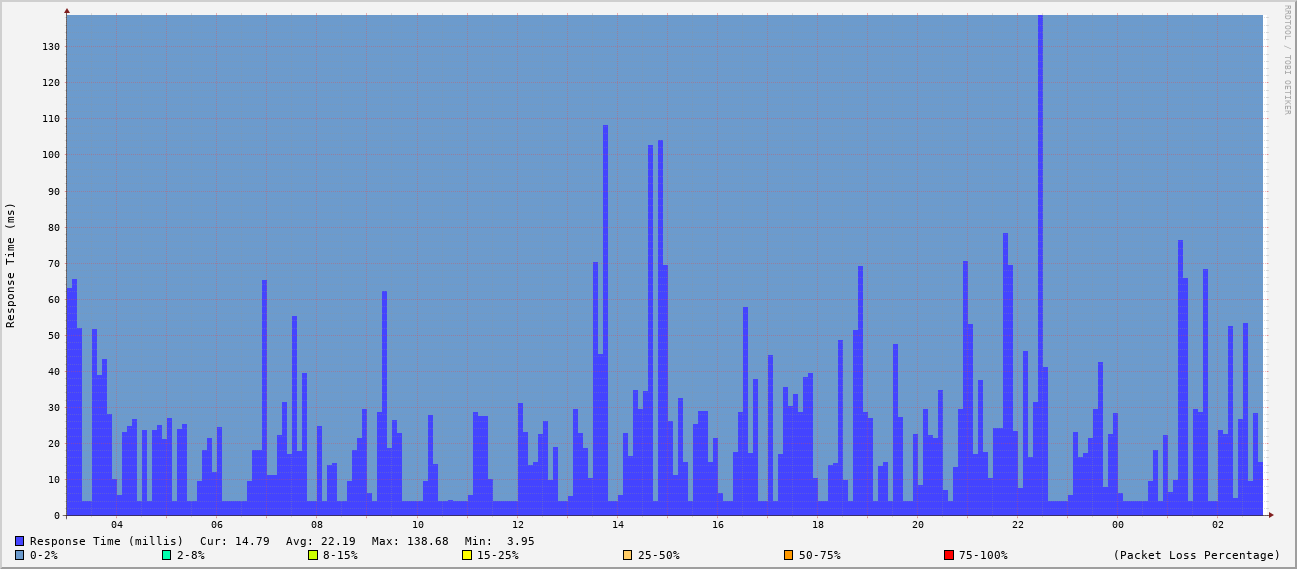 RRDTOOL / TOBI OETIKER
Response Time (ms)
130
120
110
100
90
80
70
60
50
40
30
20
10
0
04 06 08 10 12 14 16 18 20 22 00 02
Response Time (millis) Cur: 14.79 Avg: 22.19 Max: 138.68 Min: 3.95
0-2% 2-8% 8-15% 15-25% 25-50% 50-75% 75-100% (Packet Loss Percentage)